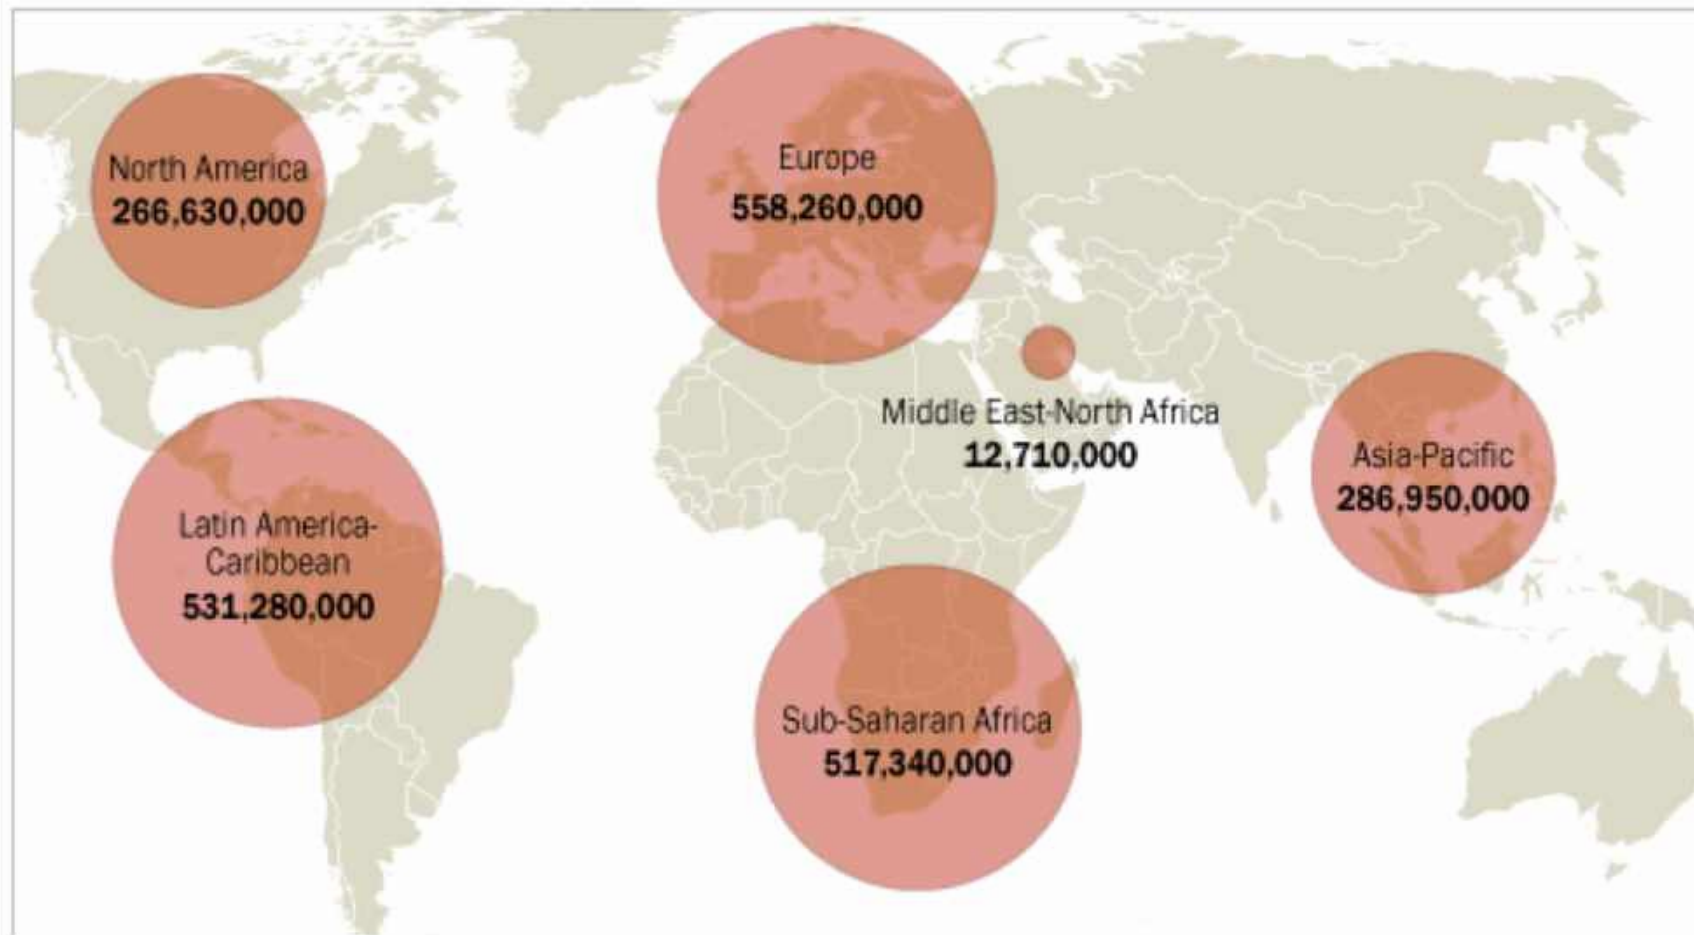 North America
266,630,000
Europe
558,260,000
Middle East-North Africa
12,710,000
Asia-Pacific
286,950,000
Latin America-
Caribbean
531,280,000
Sub-Saharan Africa
517,340,000